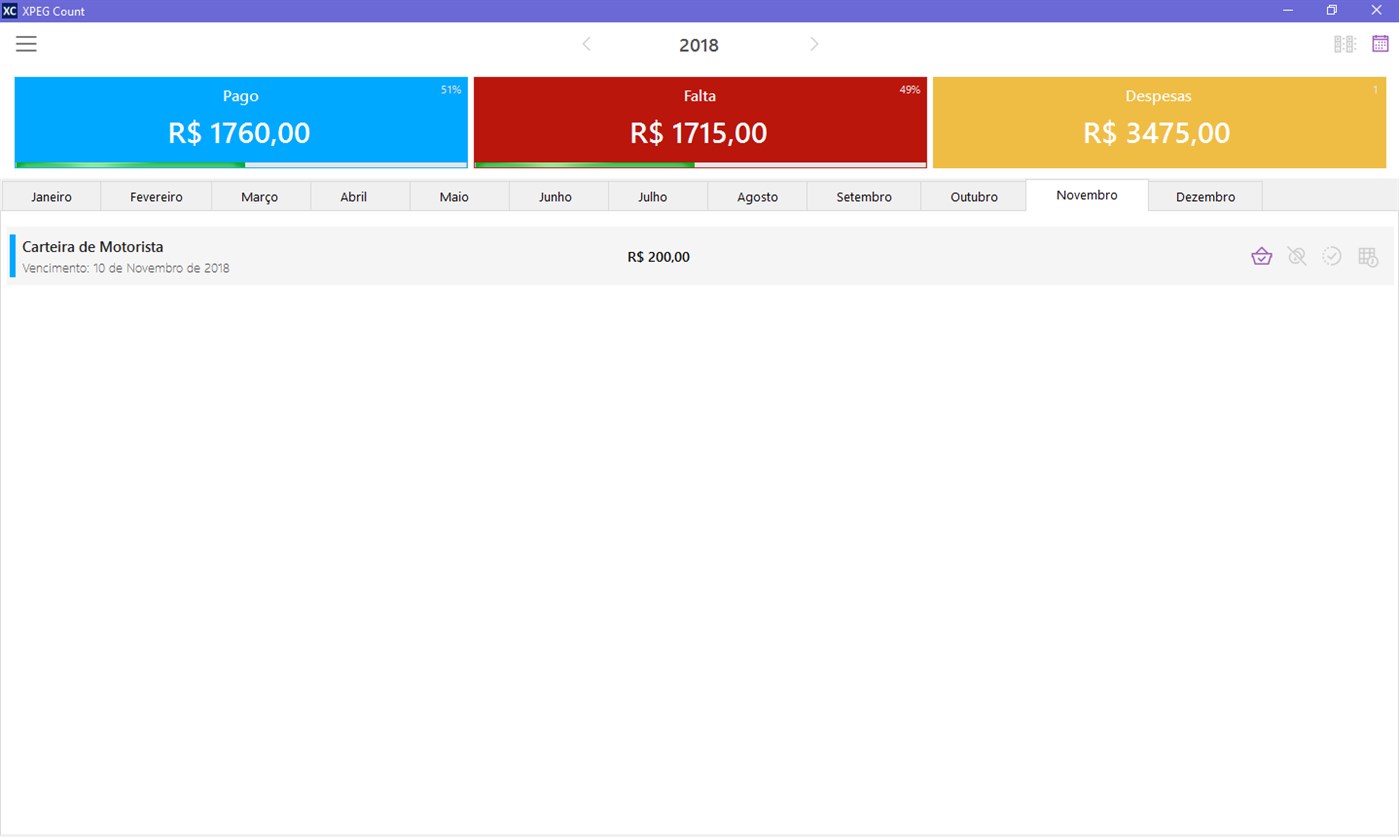 XC XPEG Count
2018
Pago 51%
R$ 1760,00
Falta 49%
R$ 1715,00
Despesas 1
R$ 3475,00
Janeiro Fevereiro Março Abril Maio Junho Julho Agosto Setembro Outubro Novembro Dezembro
Carteira de Motorista
Vencimento: 10 de Novembro de 2018
R$ 200,00